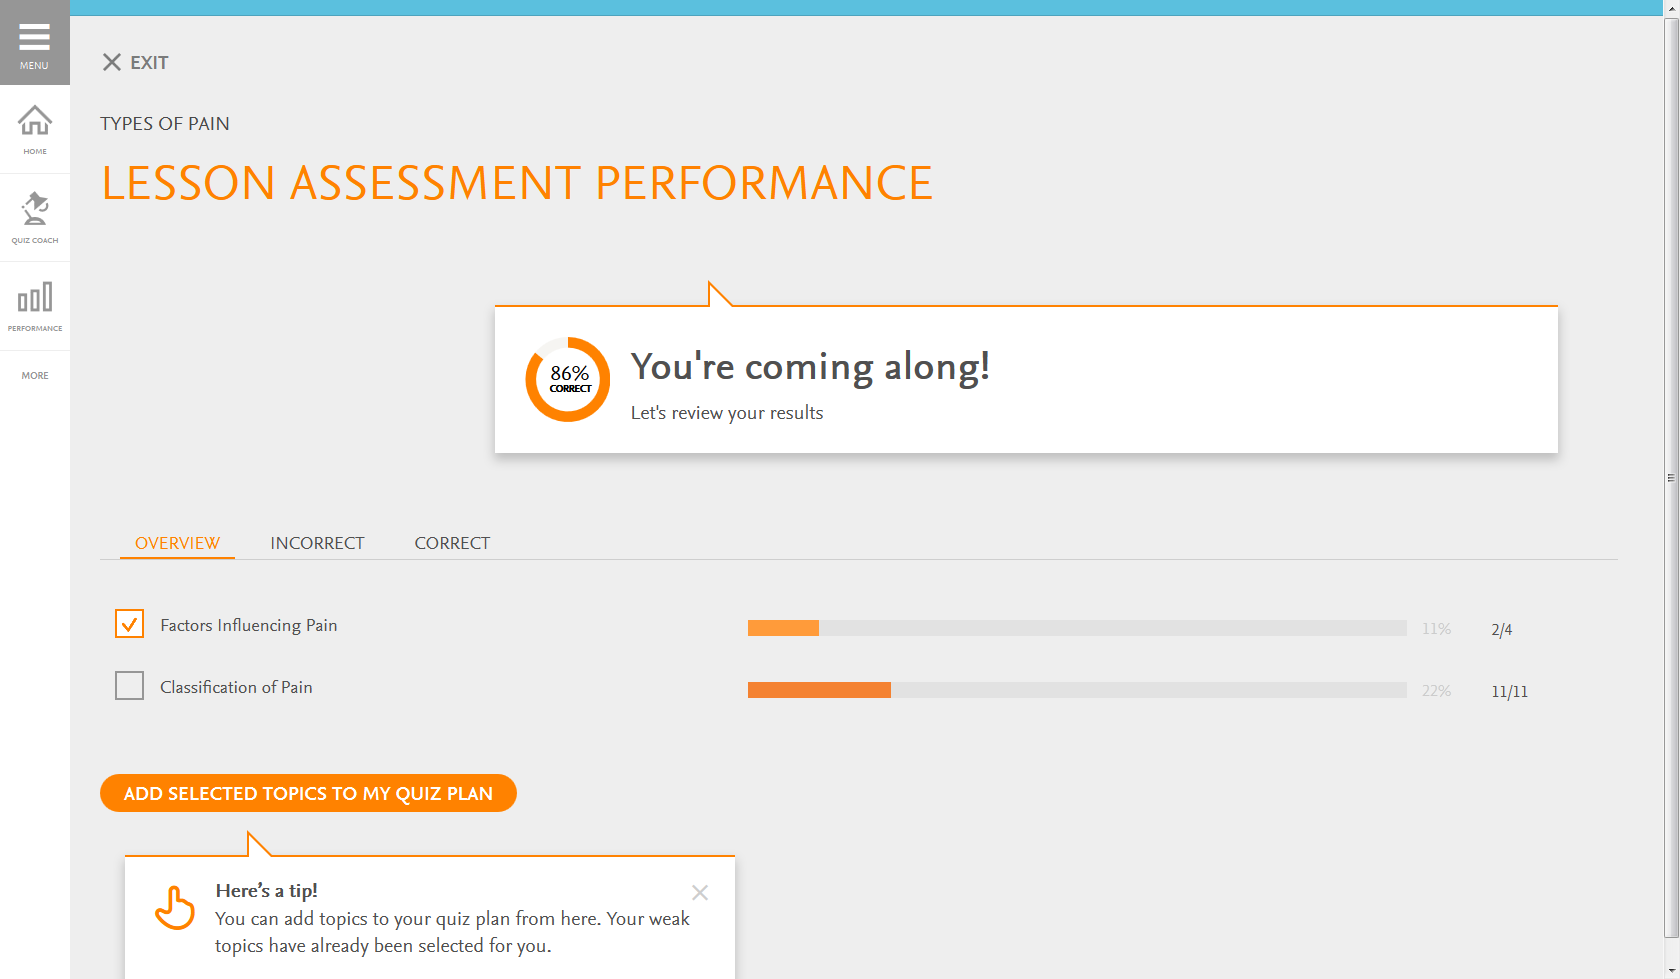 MENU
HOME
QUIZ COACH
PERFORMANCE
MORE
EXIT
TYPES OF PAIN
LESSON ASSESSMENT PERFORMANCE
86%
CORRECT
You're coming along!
Let's review your results
OVERVIEW INCORRECT CORRECT
Factors Influencing Pain 11% 2/4
Classification of Pain 22% 11/11
ADD SELECTED TOPICS TO MY QUIZ PLAN
Here’s a tip!
You can add topics to your quiz plan from here. Your weak
topics have already been selected for you.